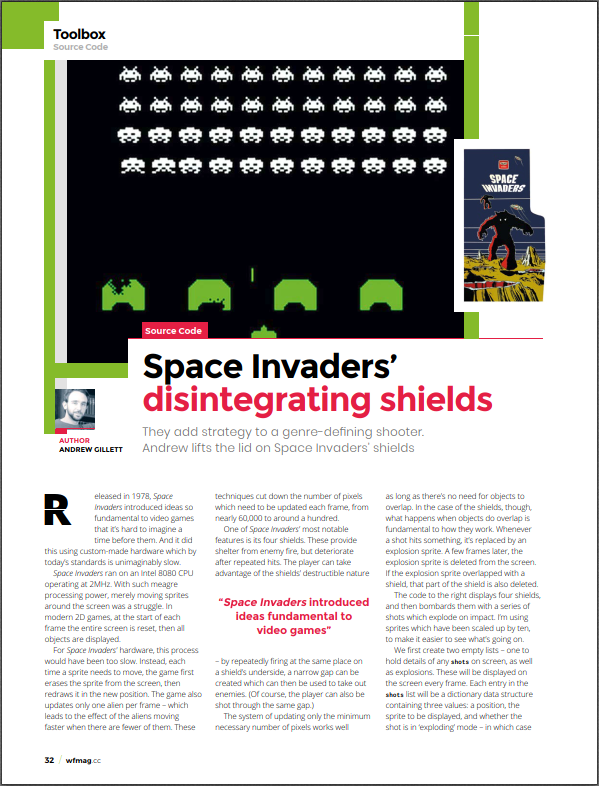 Toolbox
Source Code
SPACE
INVADERS
Source Code
Space Invaders’
disintegrating shields
AUTHOR
ANDREW GILLETT
They add strategy to a genre-defining shooter.
Andrew lifts the lid on Space Invaders’ shields
Released in 1978, Space
Invaders introduced ideas so
fundamental to video games
that it’s hard to imagine a
time before them. And it did
this using custom-made hardware which by
today’s standards is unimaginably slow.
Space Invaders ran on an Intel 8080 CPU
operating at 2MHz. With such meagre
processing power, merely moving sprites
around the screen was a struggle. In
modern 2D games, at the start of each
frame the entire screen is reset, then all
objects are displayed.
For Space Invaders’ hardware, this process
would have been too slow. Instead, each
time a sprite needs to move, the game first
erases the sprite from the screen, then
redraws it in the new position. The game also
updates only one alien per frame – which
leads to the effect of the aliens moving
faster when there are fewer of them. These
techniques cut down the number of pixels
which need to be updated each frame, from
nearly 60,000 to around a hundred.
One of Space Invaders’ most notable
features is its four shields. These provide
shelter from enemy fire, but deteriorate
after repeated hits. The player can take
advantage of the shields’ destructible nature
“Space Invaders introduced
ideas fundamental to
video games”
– by repeatedly firing at the same place on
a shield’s underside, a narrow gap can be
created which can then be used to take out
enemies. (Of course, the player can also be
shot through the same gap.)
The system of updating only the minimum
necessary number of pixels works well
as long as there’s no need for objects to
overlap. In the case of the shields, though,
what happens when objects do overlap is
fundamental to how they work. Whenever
a shot hits something, it’s replaced by an
explosion sprite. A few frames later, the
explosion sprite is deleted from the screen.
If the explosion sprite overlapped with a
shield, that part of the shield is also deleted.
The code to the right displays four shields,
and then bombards them with a series of
shots which explode on impact. I’m using
sprites which have been scaled up by ten,
to make it easier to see what’s going on.
We first create two empty lists – one to
hold details of any shots on screen, as well
as explosions. These will be displayed on
the screen every frame. Each entry in the
shots list will be a dictionary data structure
containing three values: a position, the
sprite to be displayed, and whether the
shot is in ‘exploding’ mode – in which case
32 / wfmag.cc